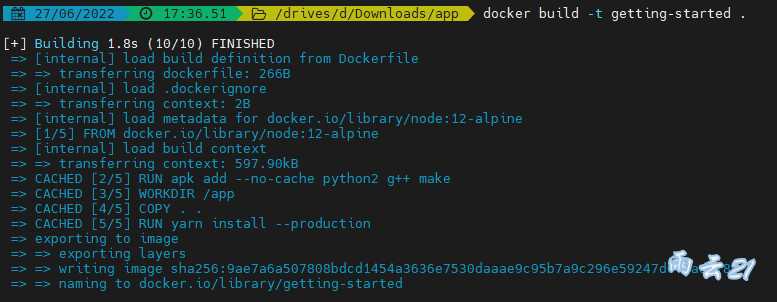 27/06/2022 17:36.51 /drives/d/Downloads/app docker build -t getting-started .
[+] Building 1.8s (10/10) FINISHED
=> [internal] load build definition from Dockerfile
=> => transferring dockerfile: 266B
=> [internal] load .dockerignore
=> => transferring context: 2B
=> [internal] load metadata for docker.io/library/node:12-alpine
=> [1/5] FROM docker.io/library/node:12-alpine
=> [internal] load build context
=> => transferring context: 597.90kB
=> CACHED [2/5] RUN apk add --no-cache python2 g++ make
=> CACHED [3/5] WORKDIR /app
=> CACHED [4/5] COPY . .
=> CACHED [5/5] RUN yarn install --production
=> exporting to image
=> => exporting layers
=> => writing image
=> => naming to docker.io/library/getting-started
雨云21